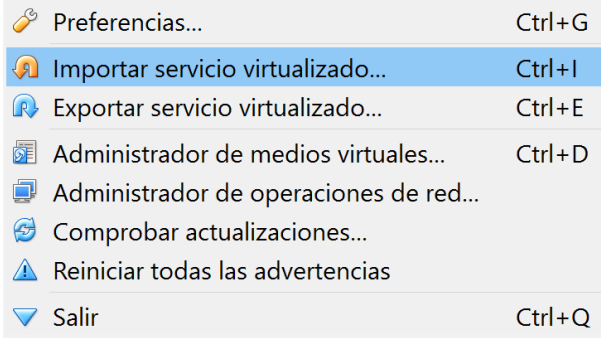 Preferencias... Ctrl+G
Importar servicio virtualizado... Ctrl+I
Exportar servicio virtualizado... Ctrl+E
Administrador de medios virtuales... Ctrl+D
Administrador de operaciones de red...
Comprobar actualizaciones...
Reiniciar todas las advertencias
Salir Ctrl+Q